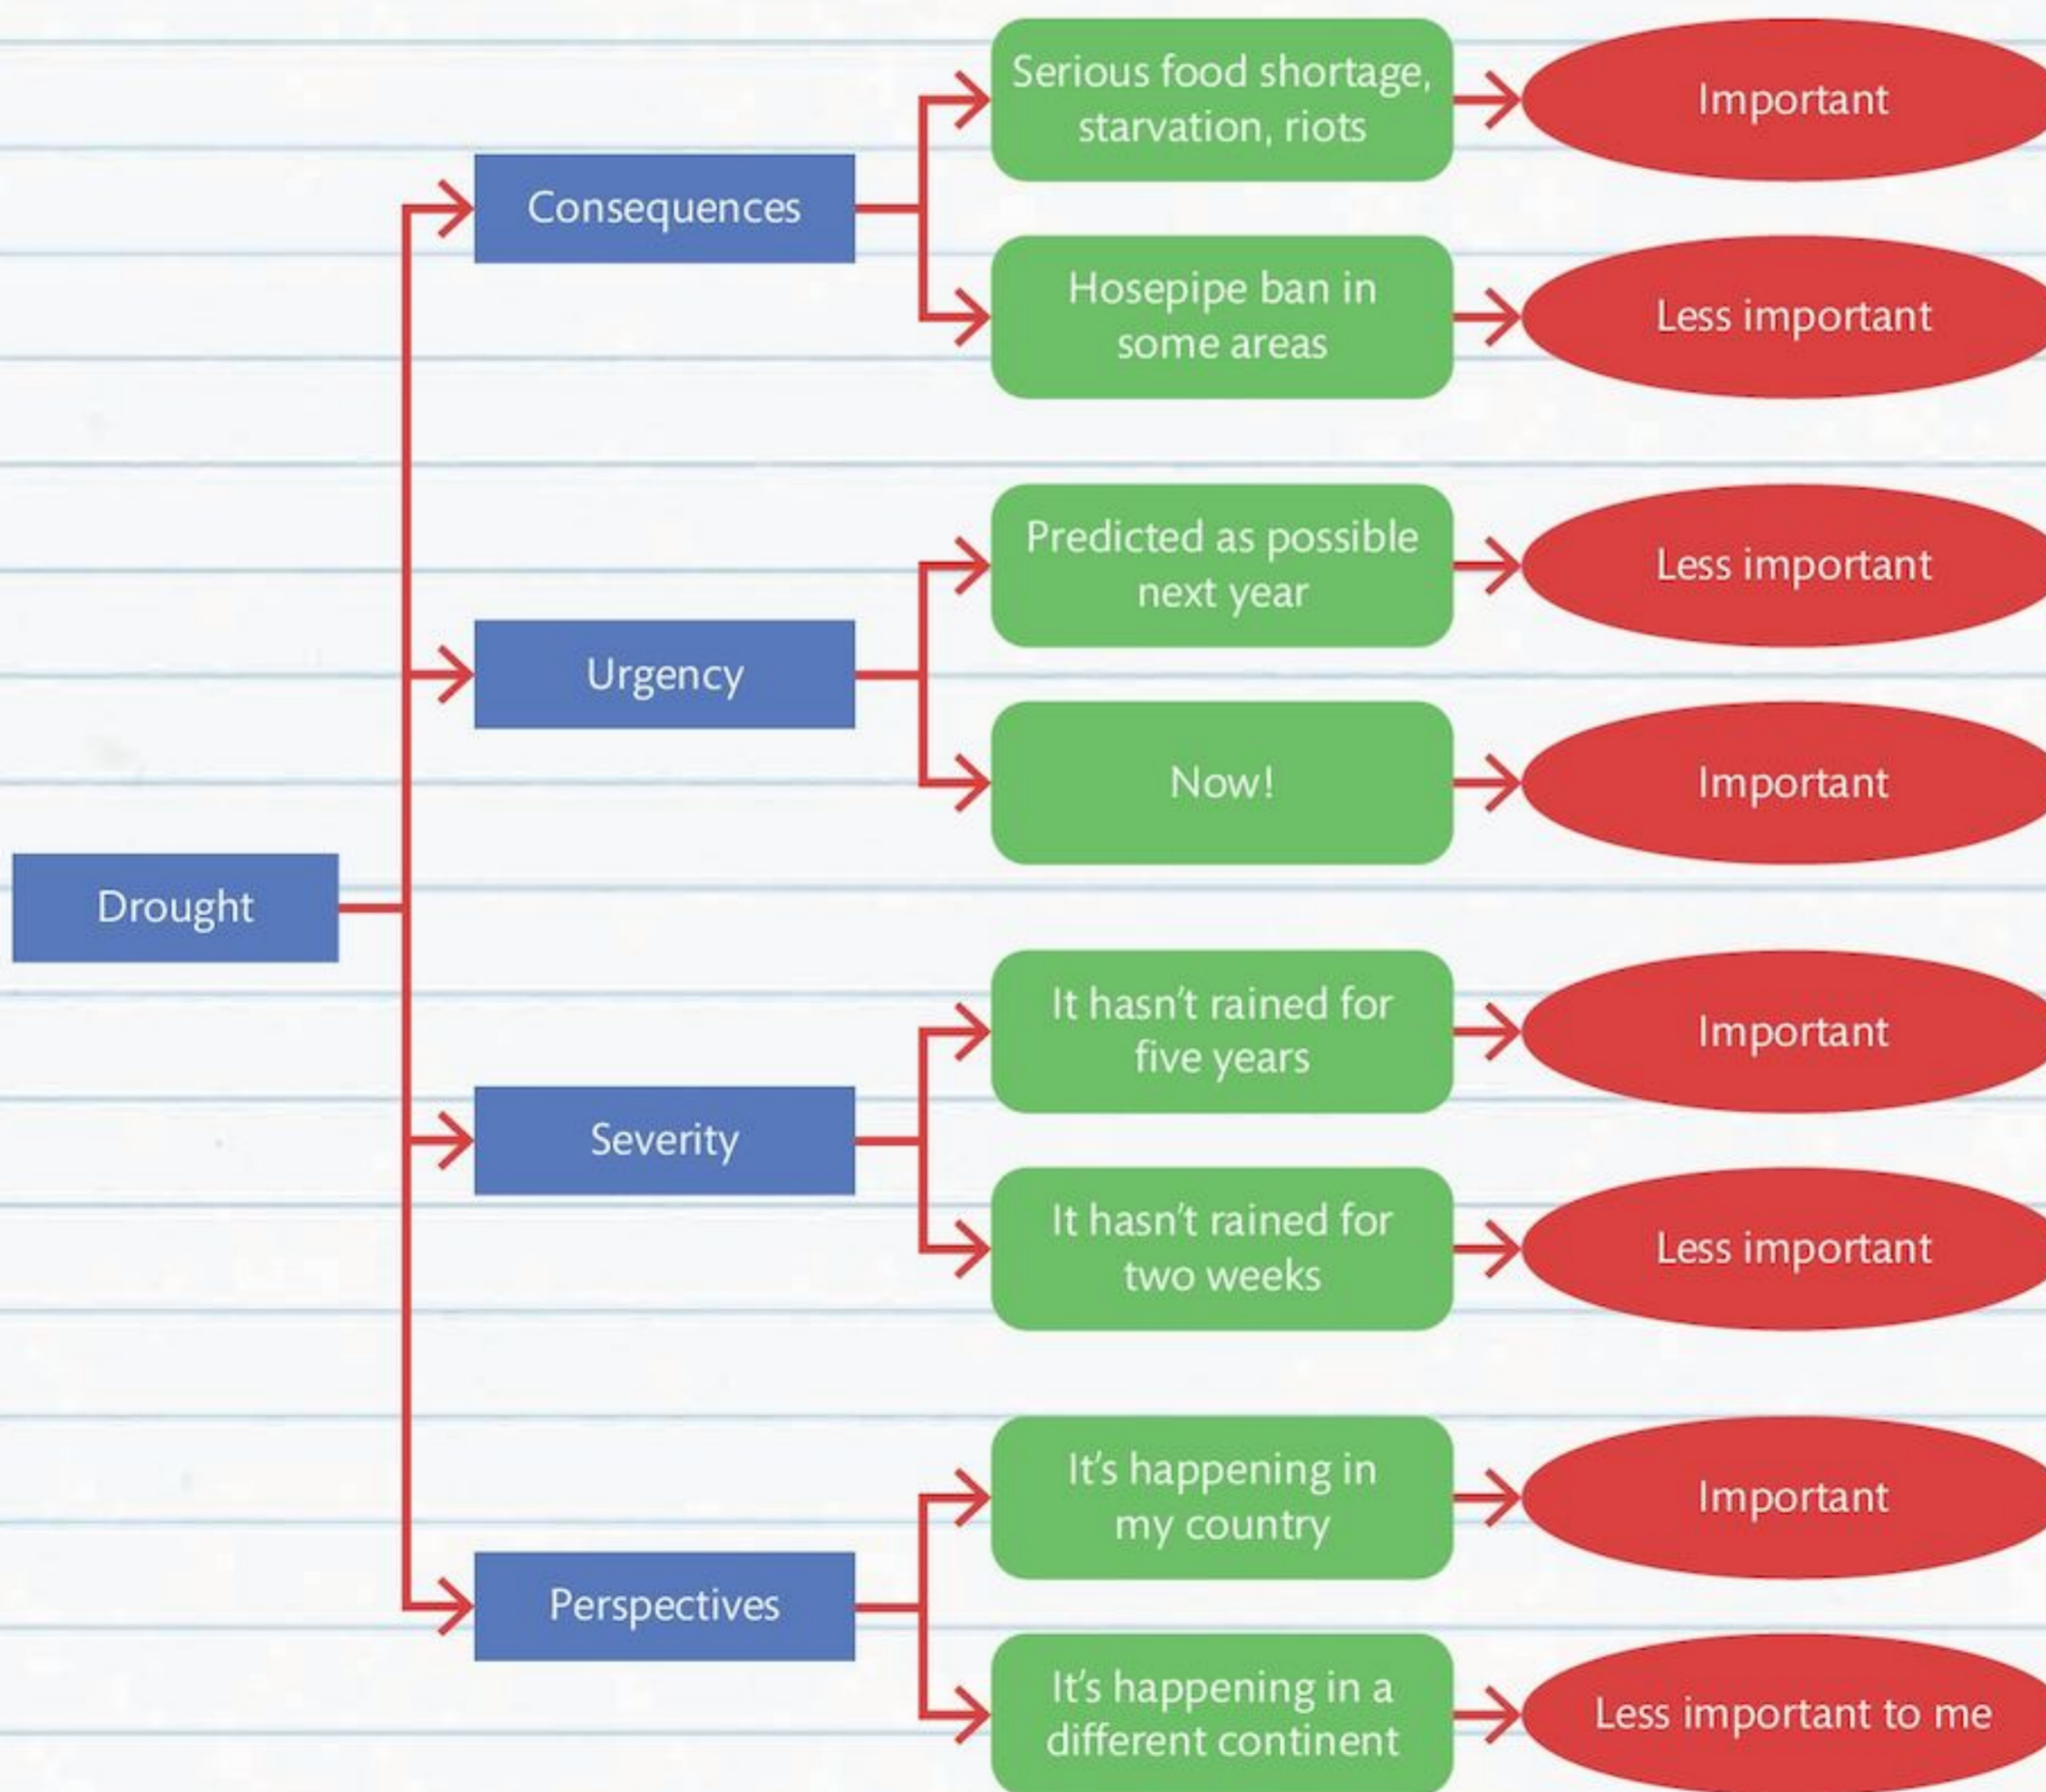 Drought
Consequences
Serious food shortage,
starvation, riots
Important
Hosepipe ban in
some areas
Less important
Urgency
Predicted as possible
next year
Less important
Now!
Important
Severity
It hasn't rained for
five years
Important
It hasn't rained for
two weeks
Less important
Perspectives
It's happening in
my country
Important
It's happening in a
different continent
Less important to me